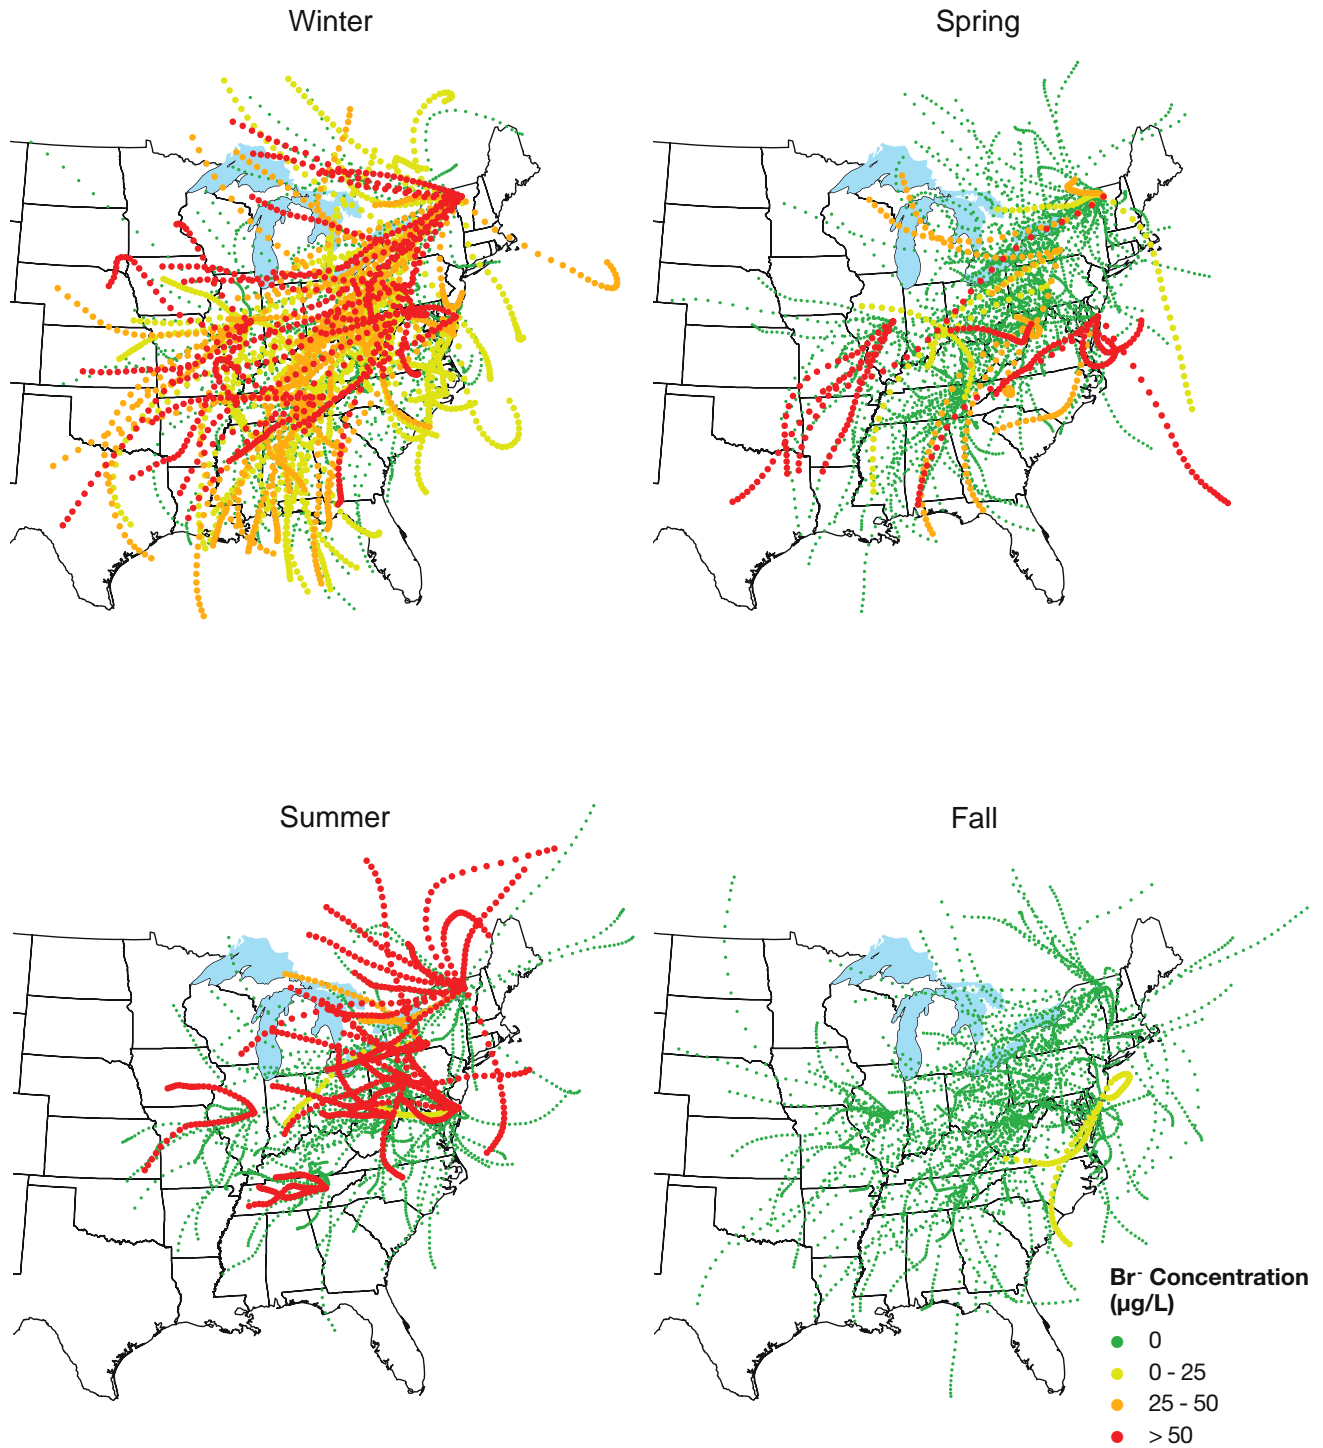 Winter
Spring
Summer
Fall
Br⁻ Concentration
(µg/L)
0
0 - 25
25 - 50
> 50